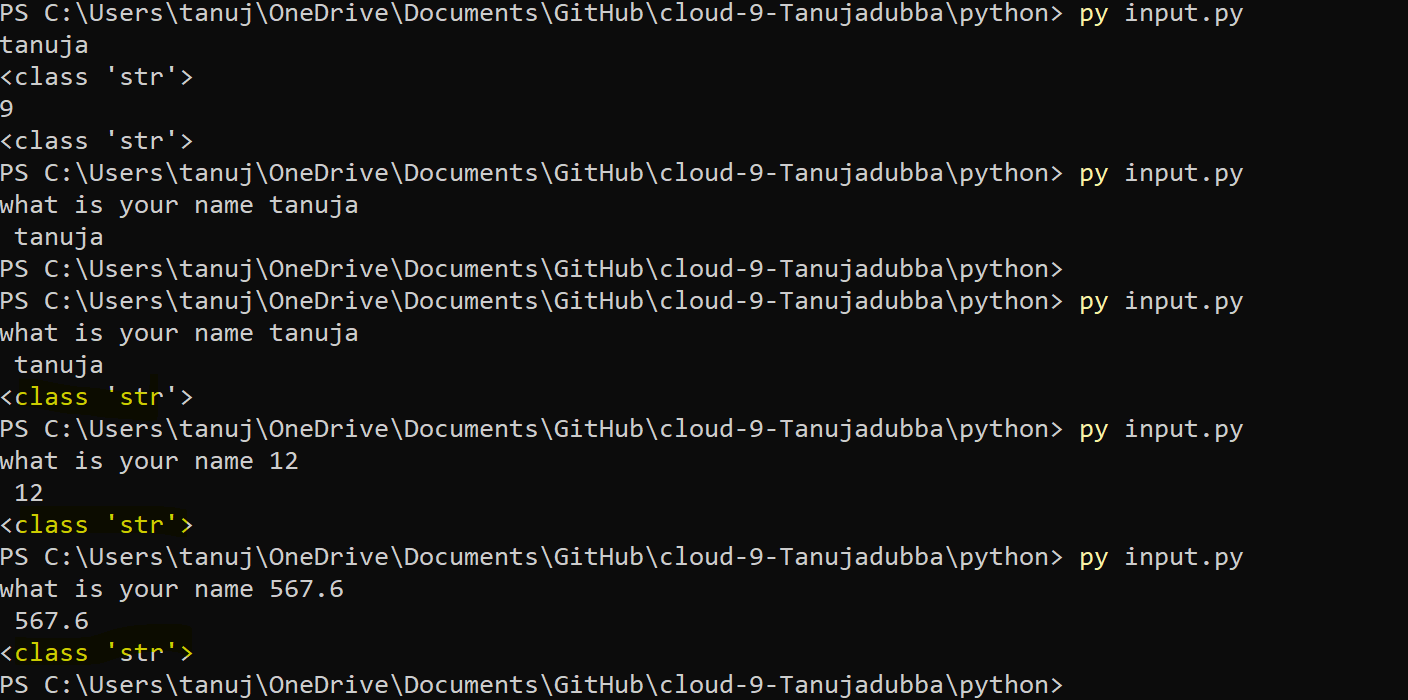 PS C:\Users\tanuj\OneDrive\Documents\GitHub\cloud-9-Tanujadubba\python> py input.py
tanuja
<class 'str'>
9
<class 'str'>
PS C:\Users\tanuj\OneDrive\Documents\GitHub\cloud-9-Tanujadubba\python> py input.py
what is your name tanuja
 tanuja
PS C:\Users\tanuj\OneDrive\Documents\GitHub\cloud-9-Tanujadubba\python>
PS C:\Users\tanuj\OneDrive\Documents\GitHub\cloud-9-Tanujadubba\python> py input.py
what is your name tanuja
 tanuja
<class 'str'>
PS C:\Users\tanuj\OneDrive\Documents\GitHub\cloud-9-Tanujadubba\python> py input.py
what is your name 12
 12
<class 'str'>
PS C:\Users\tanuj\OneDrive\Documents\GitHub\cloud-9-Tanujadubba\python> py input.py
what is your name 567.6
 567.6
<class 'str'>
PS C:\Users\tanuj\OneDrive\Documents\GitHub\cloud-9-Tanujadubba\python>